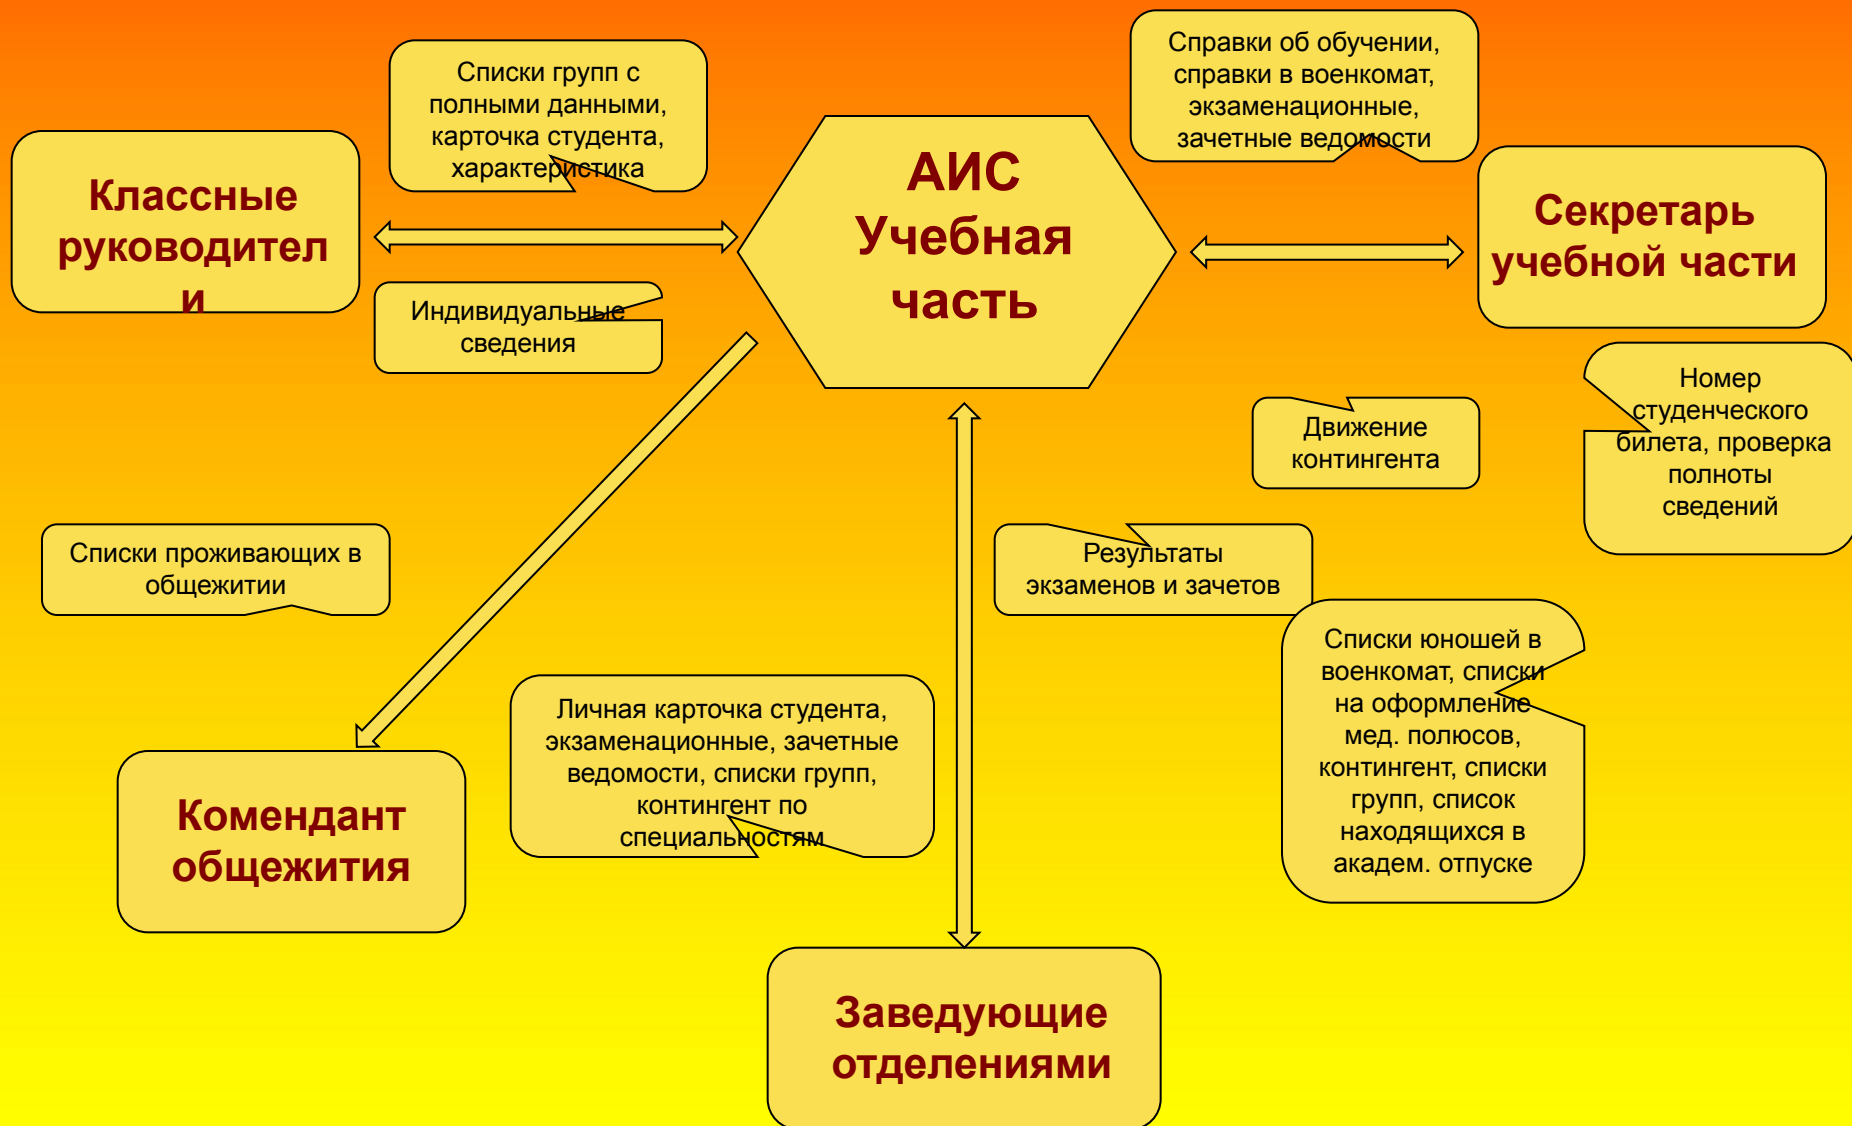 Списки групп с
полными данными,
карточка студента,
характеристика
Справки об обучении,
справки в военкомат,
экзаменационные,
зачетные ведомости
Классные
руководител
и
АИС
Учебная
часть
Секретарь
учебной части
Индивидуальные
сведения
Номер
студенческого
билета, проверка
полноты
сведений
Движение
контингента
Списки проживающих в
общежитии
Результаты
экзаменов и зачетов
Списки юношей в
военкомат, списки
на оформление
мед. полюсов,
контингент, списки
групп, список
находящихся в
академ. отпуске
Личная карточка студента,
экзаменационные, зачетные
ведомости, списки групп,
контингент по
специальностям
Комендант
общежития
Заведующие
отделениями